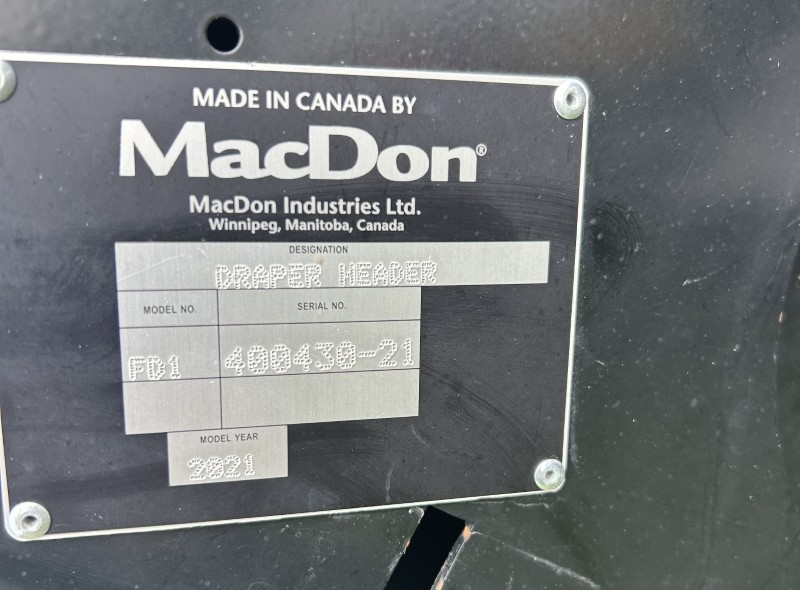 MADE IN CANADA BY
MacDon®
MacDon Industries Ltd.
Winnipeg, Manitoba, Canada
DESIGNATION
DRAPER HEADER
MODEL NO. SERIAL NO.
FD1 400430-21
MODEL YEAR
2021